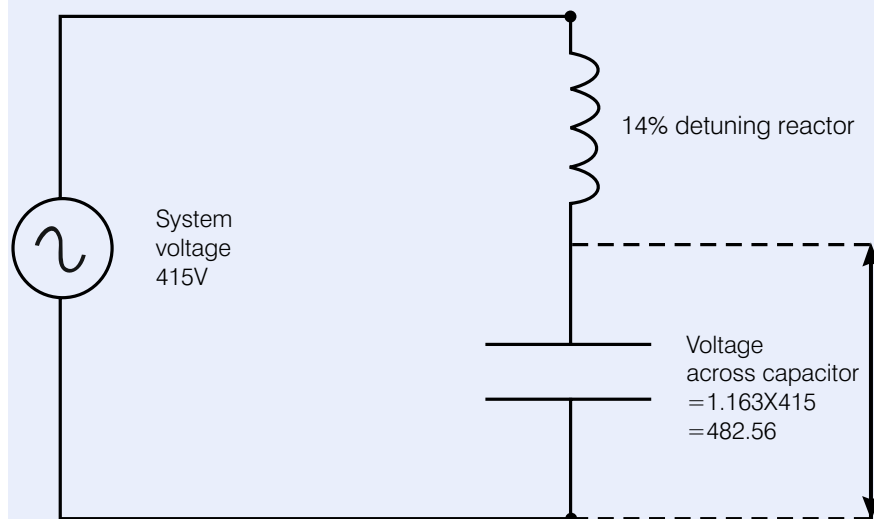 14% detuning reactor
System
voltage
415V
Voltage
across capacitor
=1.163X415
=482.56